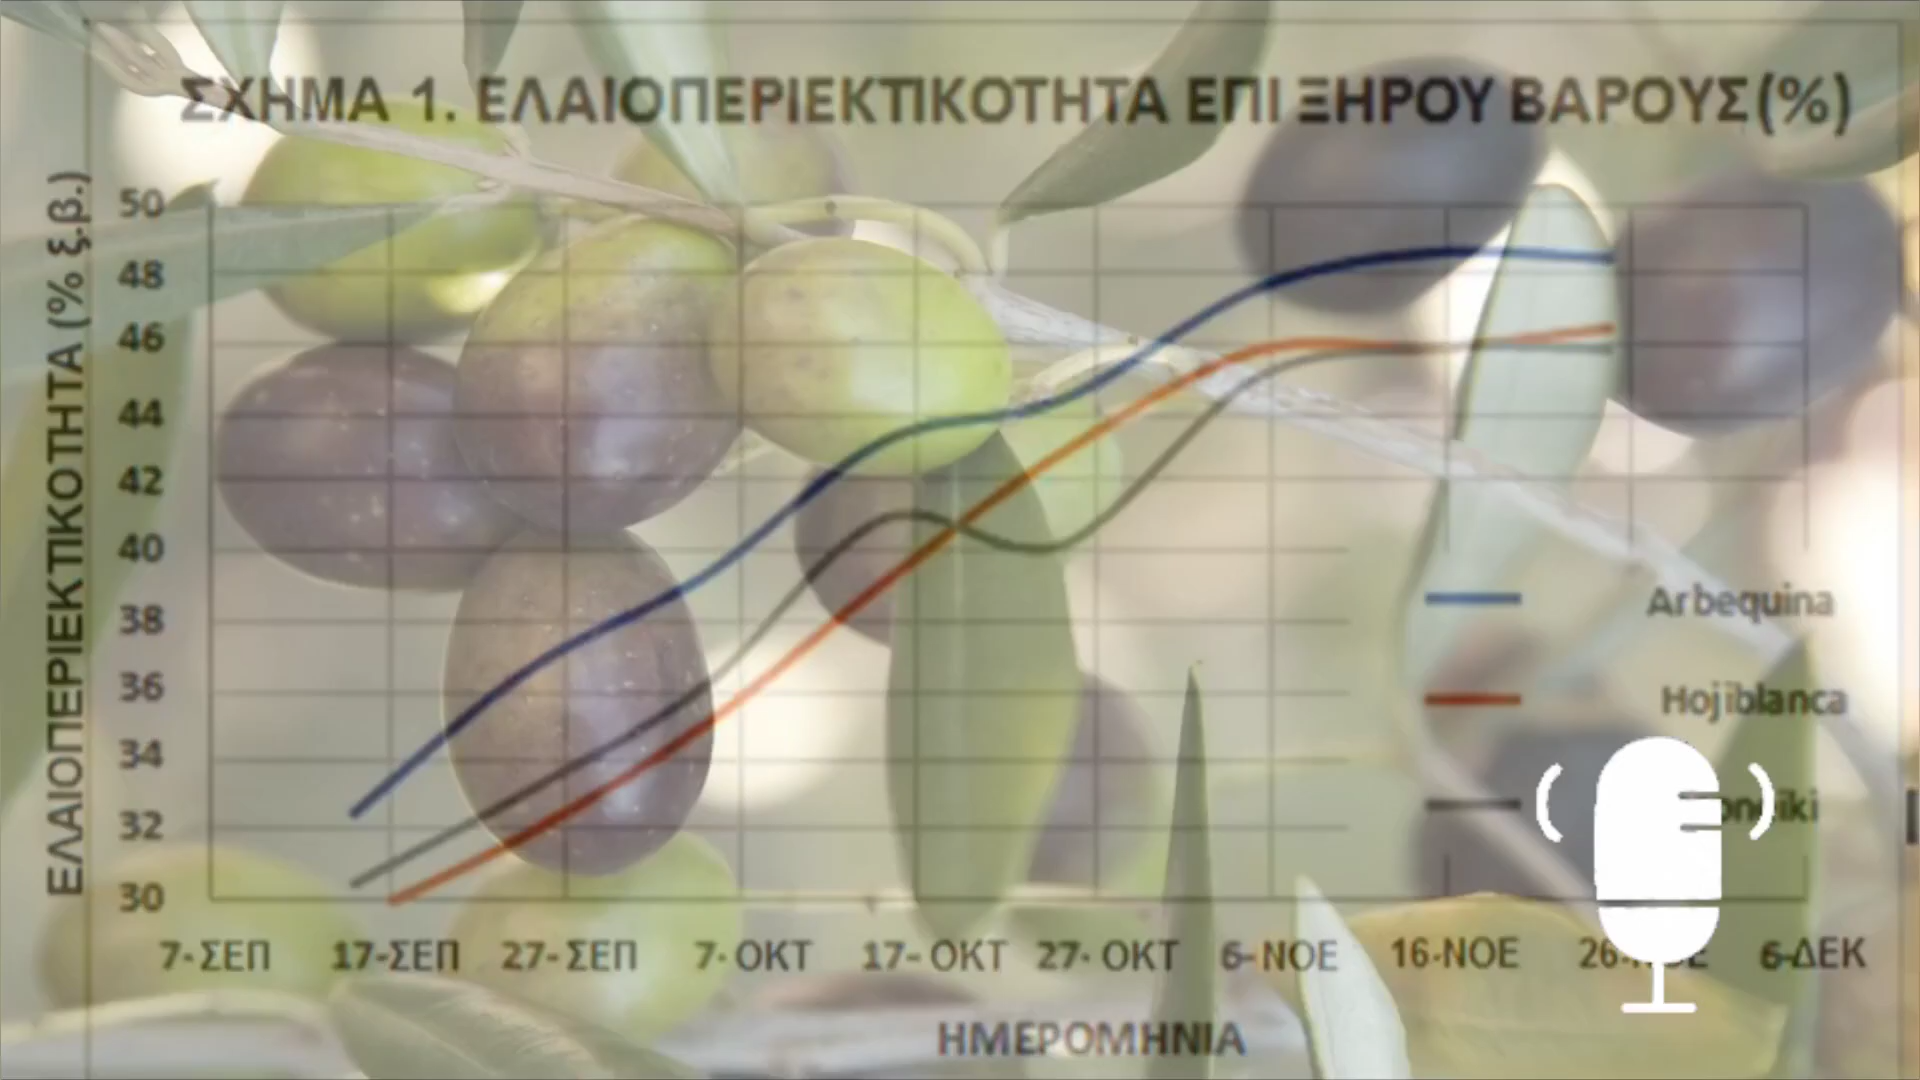 ΣΧΗΜΑ 1. ΕΛΑΙΟΠΕΡΙΕΚΤΙΚΟΤΗΤΑ ΕΠΙ ΞΗΡΟΥ ΒΑΡΟΥΣ(%)
ΕΛΑΙΟΠΕΡΙΕΚΤΙΚΟΤΗΤΑ (% ξ.β.)
50
48
46
44
42
40
38
36
34
32
30
Arbequina
Hojiblanca
7-ΣΕΠ 17-ΣΕΠ 27-ΣΕΠ 7-ΟΚΤ 17-ΟΚΤ 27-ΟΚΤ 6-ΝΟΕ 16-ΝΟΕ 6-ΔΕΚ
ΗΜΕΡΟΜΗΝΙΑ